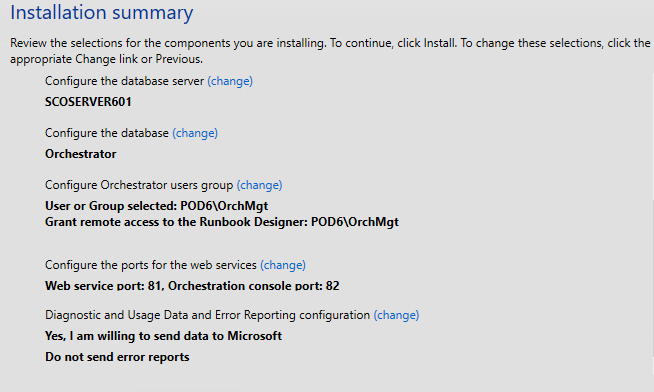 Installation summary
Review the selections for the components you are installing. To continue, click Install. To change these selections, click the
appropriate Change link or Previous.
Configure the database server (change)
SCOSERVER601
Configure the database (change)
Orchestrator
Configure Orchestrator users group (change)
User or Group selected: POD6\OrchMgt
Grant remote access to the Runbook Designer: POD6\OrchMgt
Configure the ports for the web services (change)
Web service port: 81, Orchestration console port: 82
Diagnostic and Usage Data and Error Reporting configuration (change)
Yes, I am willing to send data to Microsoft
Do not send error reports